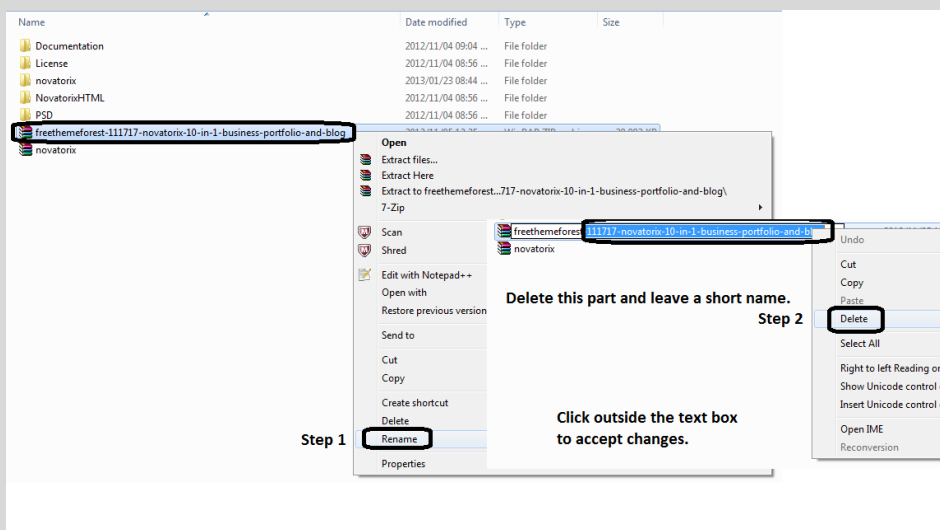 Name Date modified Type Size
Documentation 2012/11/04 09:04 ... File folder
License 2012/11/04 08:56 ... File folder
novatorix 2013/01/23 08:44 ... File folder
NovatorixHTML 2012/11/04 08:56 ... File folder
PSD 2012/11/04 08:56 ... File folder
freethemeforest-111717-novatorix-10-in-1-business-portfolio-and-blog
novatorix
Open
Extract files...
Extract Here
Extract to freethemeforest...717-novatorix-10-in-1-business-portfolio-and-blog\
7-Zip
Scan
Shred
Edit with Notepad++
Open with
Restore previous version
Send to
Cut
Copy
Create shortcut
Delete
Step 1 Rename
Properties
freethemeforest 111717-novatorix-10-in-1-business-portfolio-and-bl
novatorix
Delete this part and leave a short name.
Step 2
Click outside the text box
to accept changes.
Undo
Cut
Copy
Paste
Delete
Select All
Right to left Reading or
Show Unicode control
Insert Unicode control
Open IME
Reconversion